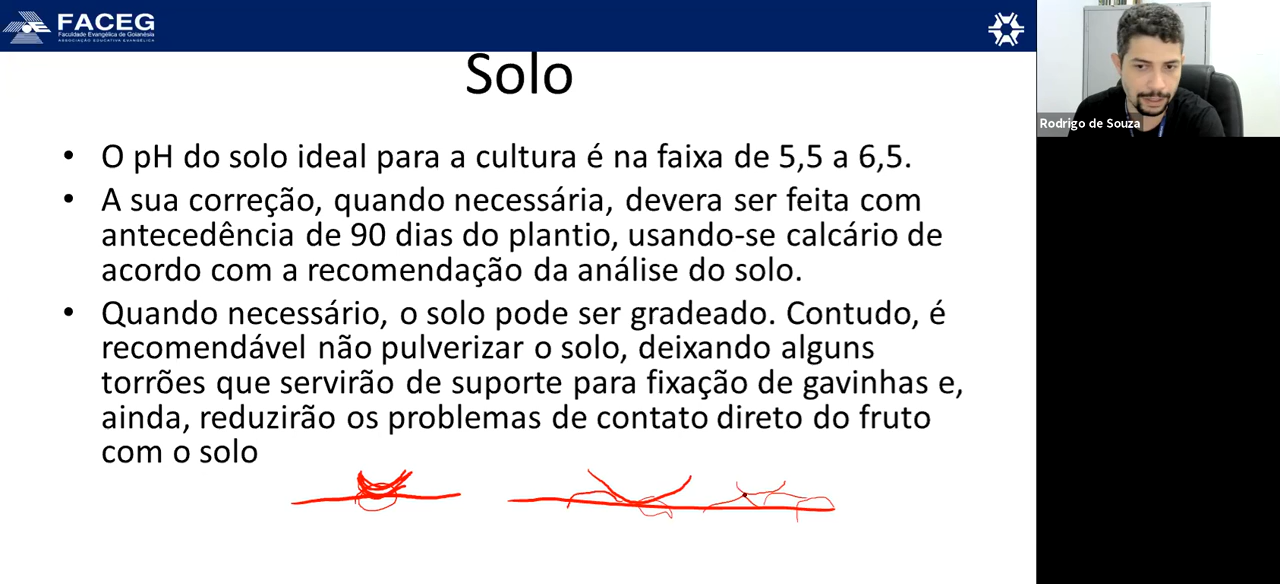 FACEG
Faculdade Evangélica de Goianésia
ASSOCIAÇÃO EDUCATIVA EVANGÉLICA
Solo
• O pH do solo ideal para a cultura é na faixa de 5,5 a 6,5.
• A sua correção, quando necessária, devera ser feita com
antecedência de 90 dias do plantio, usando-se calcário de
acordo com a recomendação da análise do solo.
• Quando necessário, o solo pode ser gradeado. Contudo, é
recomendável não pulverizar o solo, deixando alguns
torrões que servirão de suporte para fixação de gavinhas e,
ainda, reduzirão os problemas de contato direto do fruto
com o solo
Rodrigo de Souza